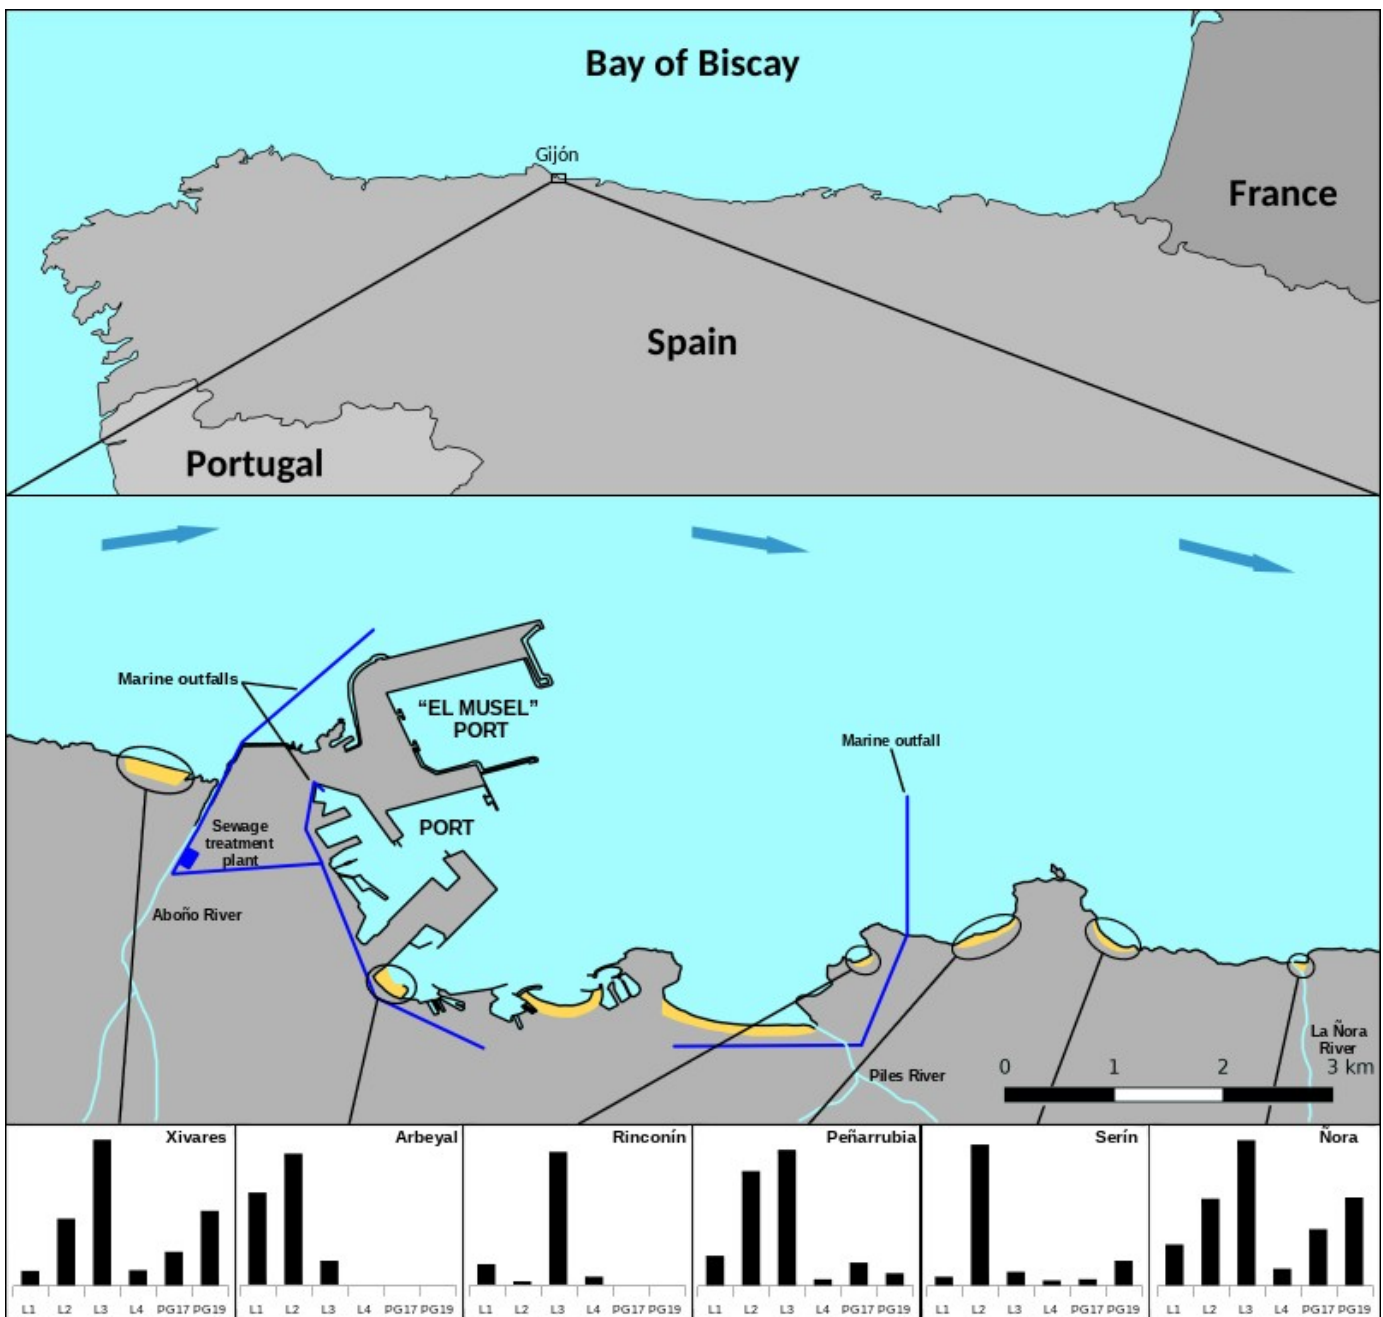 Bay of Biscay
Gijón
France
Spain
Portugal
Marine outfalls
“EL MUSEL”
PORT
Marine outfall
PORT
Sewage
treatment
plant
Aboño River
La Ñora
River
Piles River
0 1 2 3 km
Xivares
L1 L2 L3 L4 PG17 PG19
Arbeyal
L1 L2 L3 L4 PG17 PG19
Rinconín
L1 L2 L3 L4 PG17 PG19
Peñarrubia
L1 L2 L3 L4 PG17 PG19
Serín
L1 L2 L3 L4 PG17 PG19
Ñora
L1 L2 L3 L4 PG17 PG19